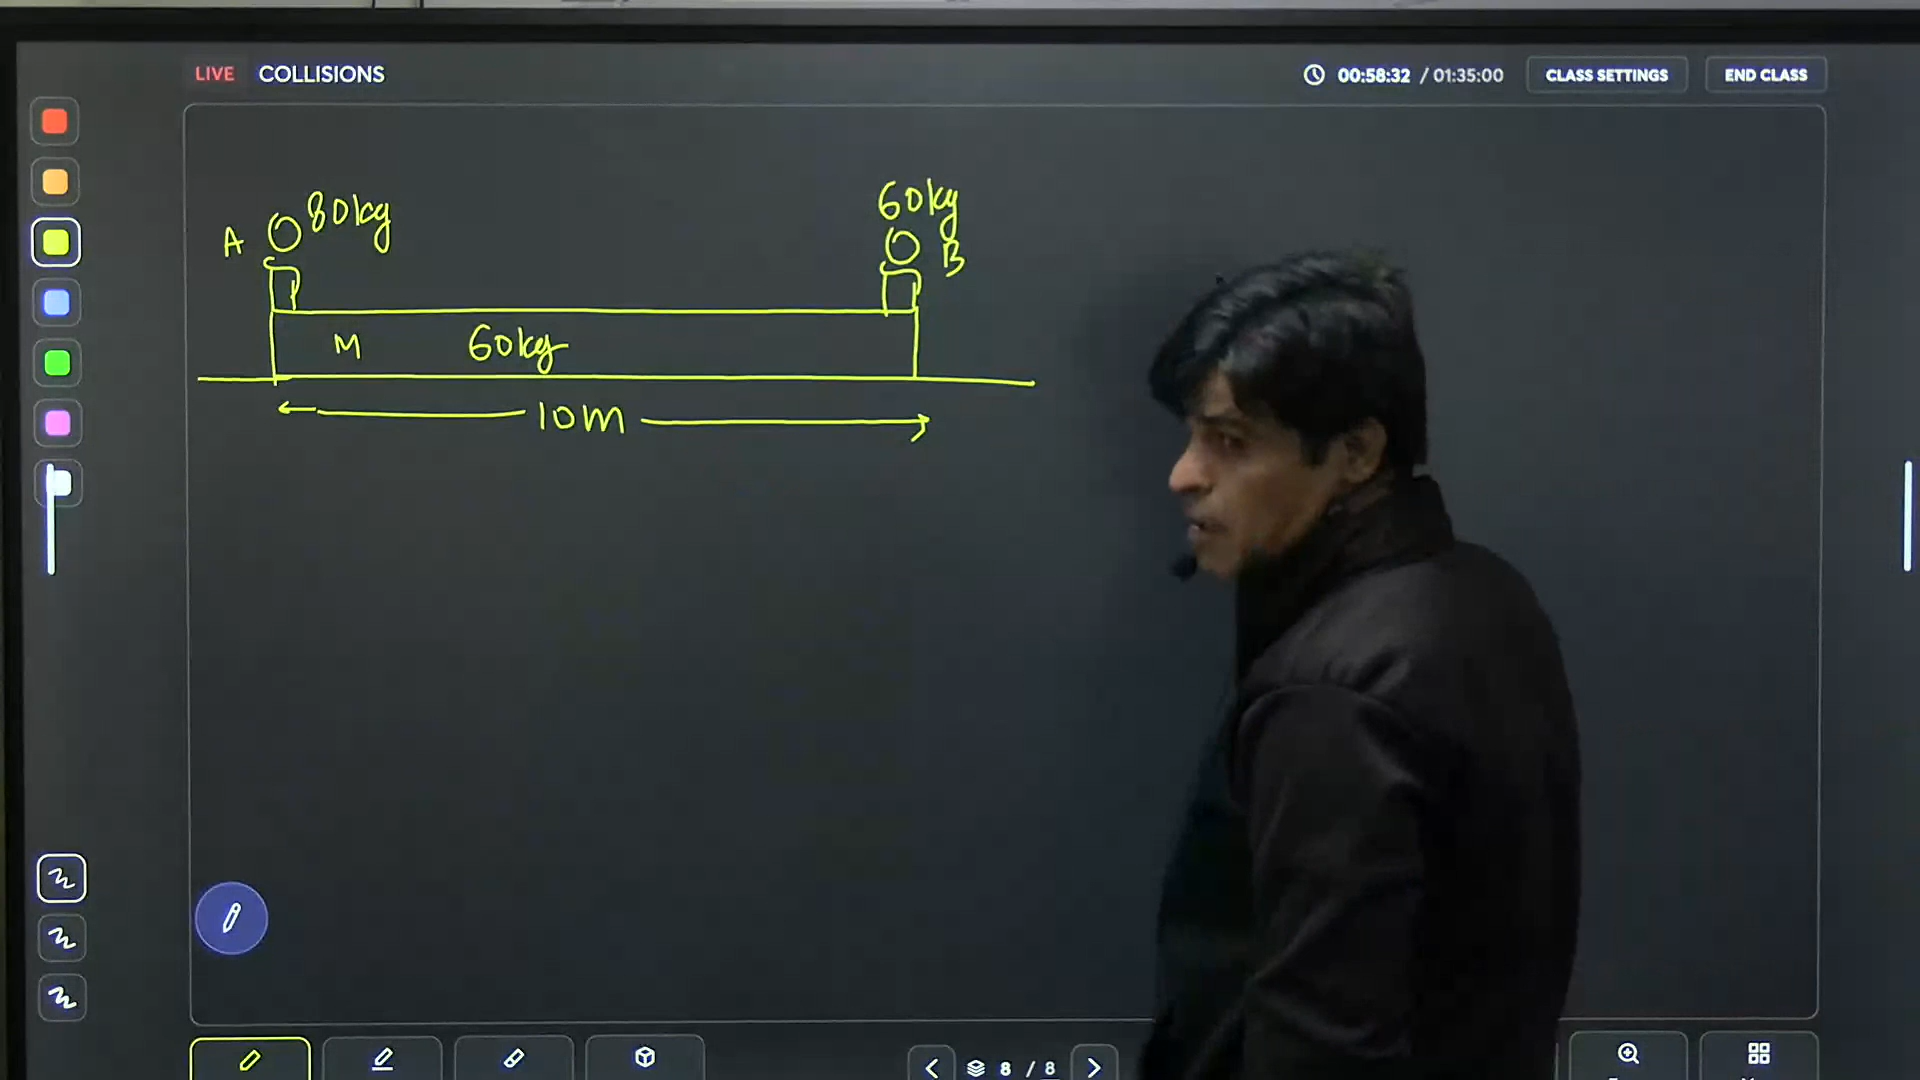 LIVE COLLISIONS 00:58:32 / 01:35:00 CLASS SETTINGS END CLASS
80kg 60kg
A B
M 60kg
10m
8 / 8